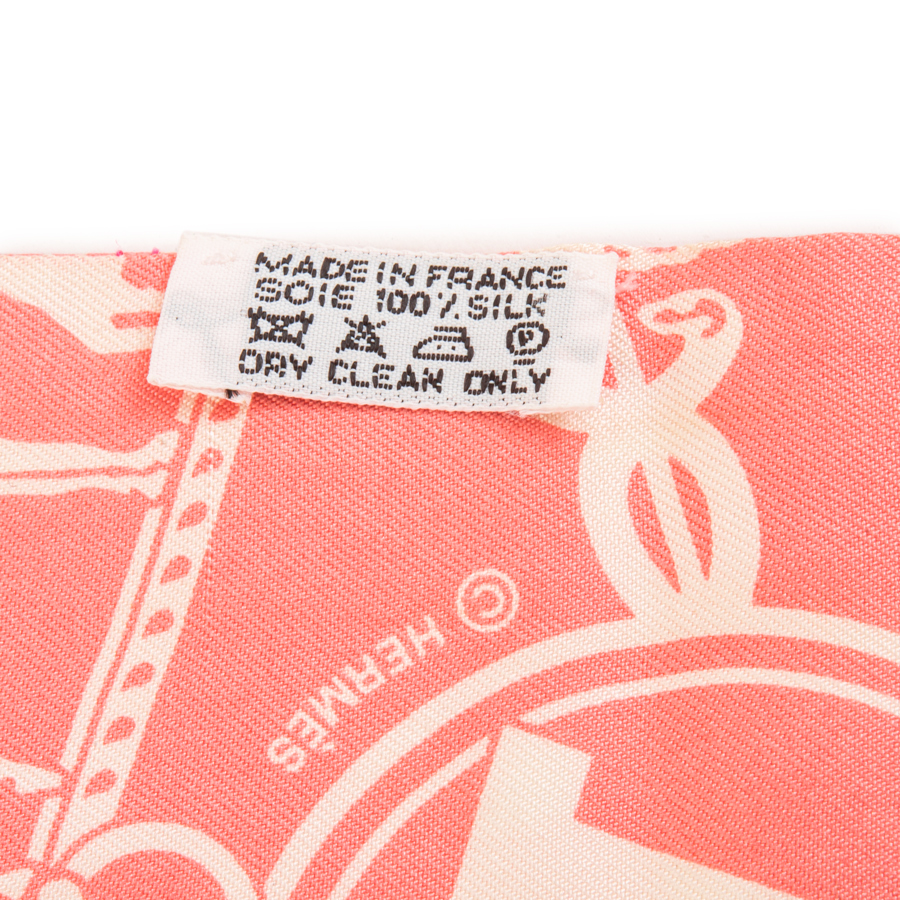 MADE IN FRANCE
SOIE 100% SILK
P
DRY CLEAN ONLY
© HERMÈS